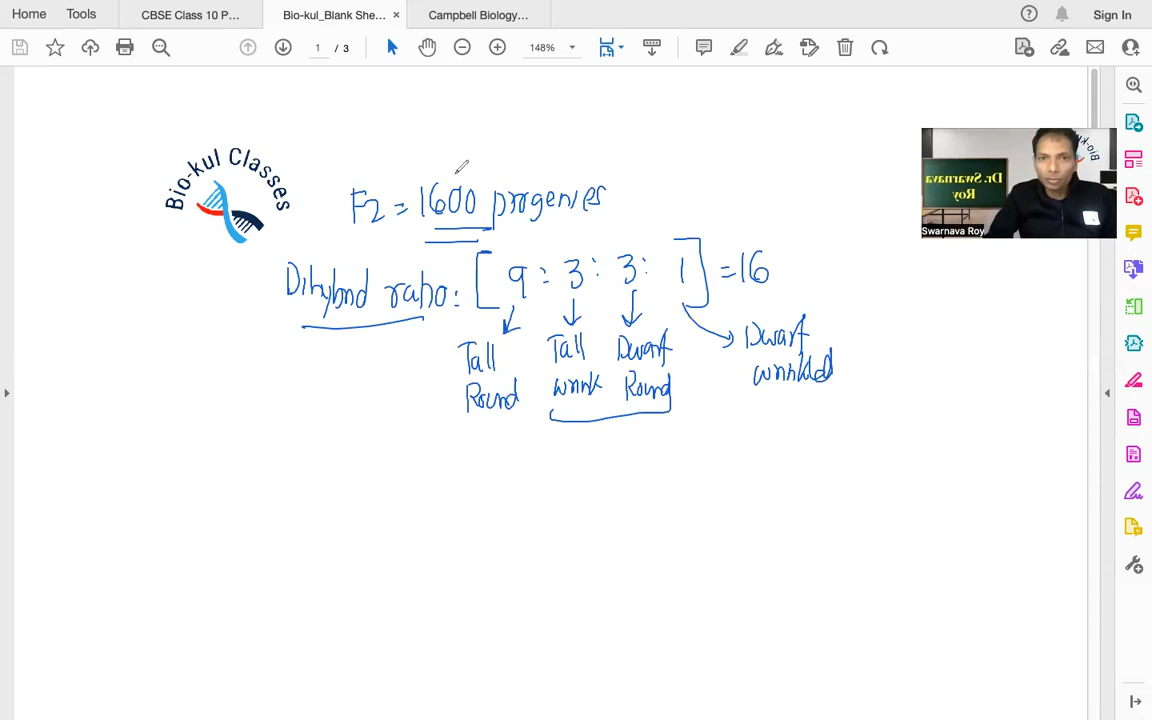 Home Tools CBSE Class 10 P... Bio-kul_Blank She... × Campbell Biology... Sign In
1 / 3 148%
Bio-kul Classes
F2 = 1600 progenies
Dr. Swarnava
Roy
Bio-k
Swarnava Roy
Dihybrid ratio: [ 9 : 3 : 3 : 1 ] = 16
Tall Round
Tall wrink
Dwarf Round
Dwarf wrinkled